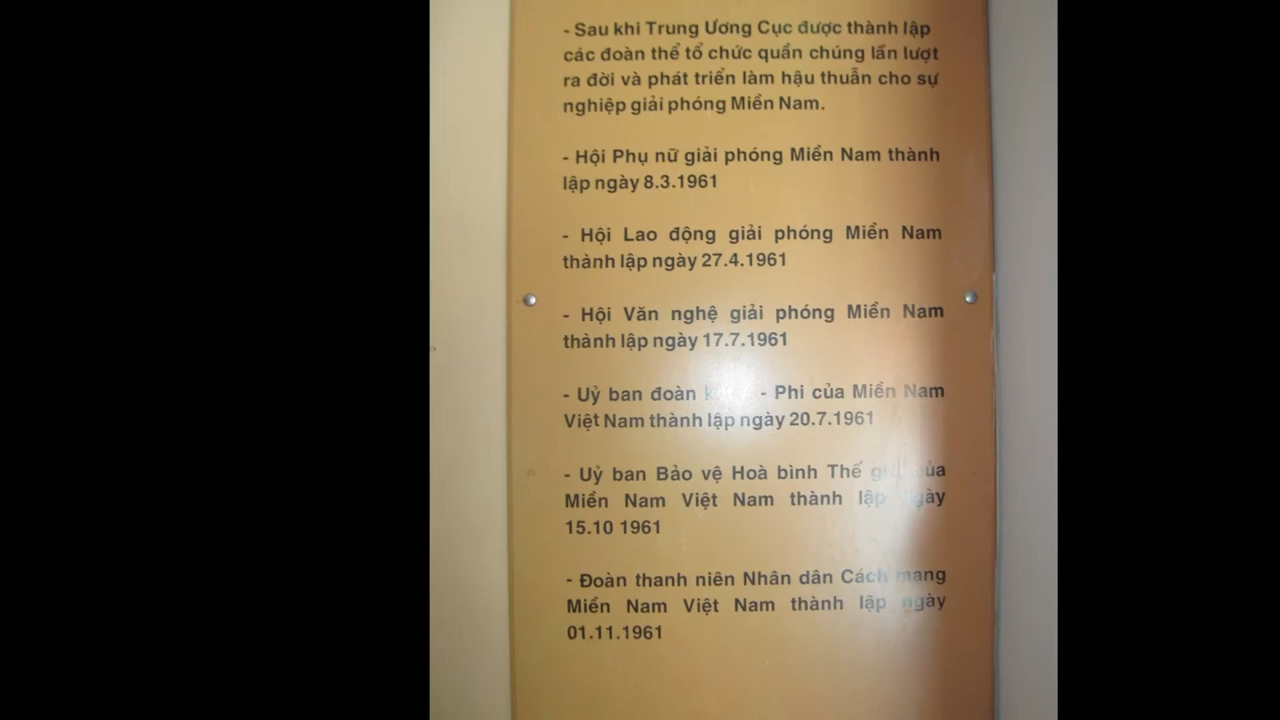 - Sau khi Trung Ương Cục được thành lập
các đoàn thể tổ chức quần chúng lần lượt
ra đời và phát triển làm hậu thuẫn cho sự
nghiệp giải phóng Miền Nam.
- Hội Phụ nữ giải phóng Miền Nam thành
lập ngày 8.3.1961
- Hội Lao động giải phóng Miền Nam
thành lập ngày 27.4.1961
- Hội Văn nghệ giải phóng Miền Nam
thành lập ngày 17.7.1961
- Uỷ ban đoàn - Phi của Miền Nam
Việt Nam thành lập ngày 20.7.1961
- Uỷ ban Bảo vệ Hoà bình Thế của
Miền Nam Việt Nam thành lập ngày
15.10 1961
- Đoàn thanh niên Nhân dân Cách mang
Miền Nam Việt Nam thành lập ngày
01.11.1961